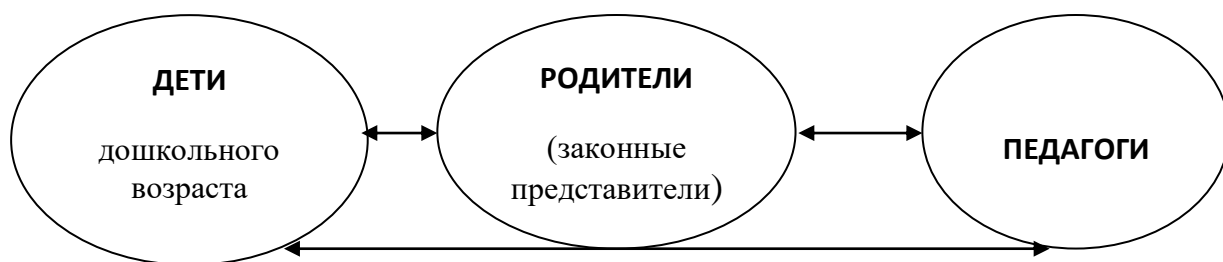 ДЕТИ
дошкольного
возраста
РОДИТЕЛИ
(законные
представители)
ПЕДАГОГИ